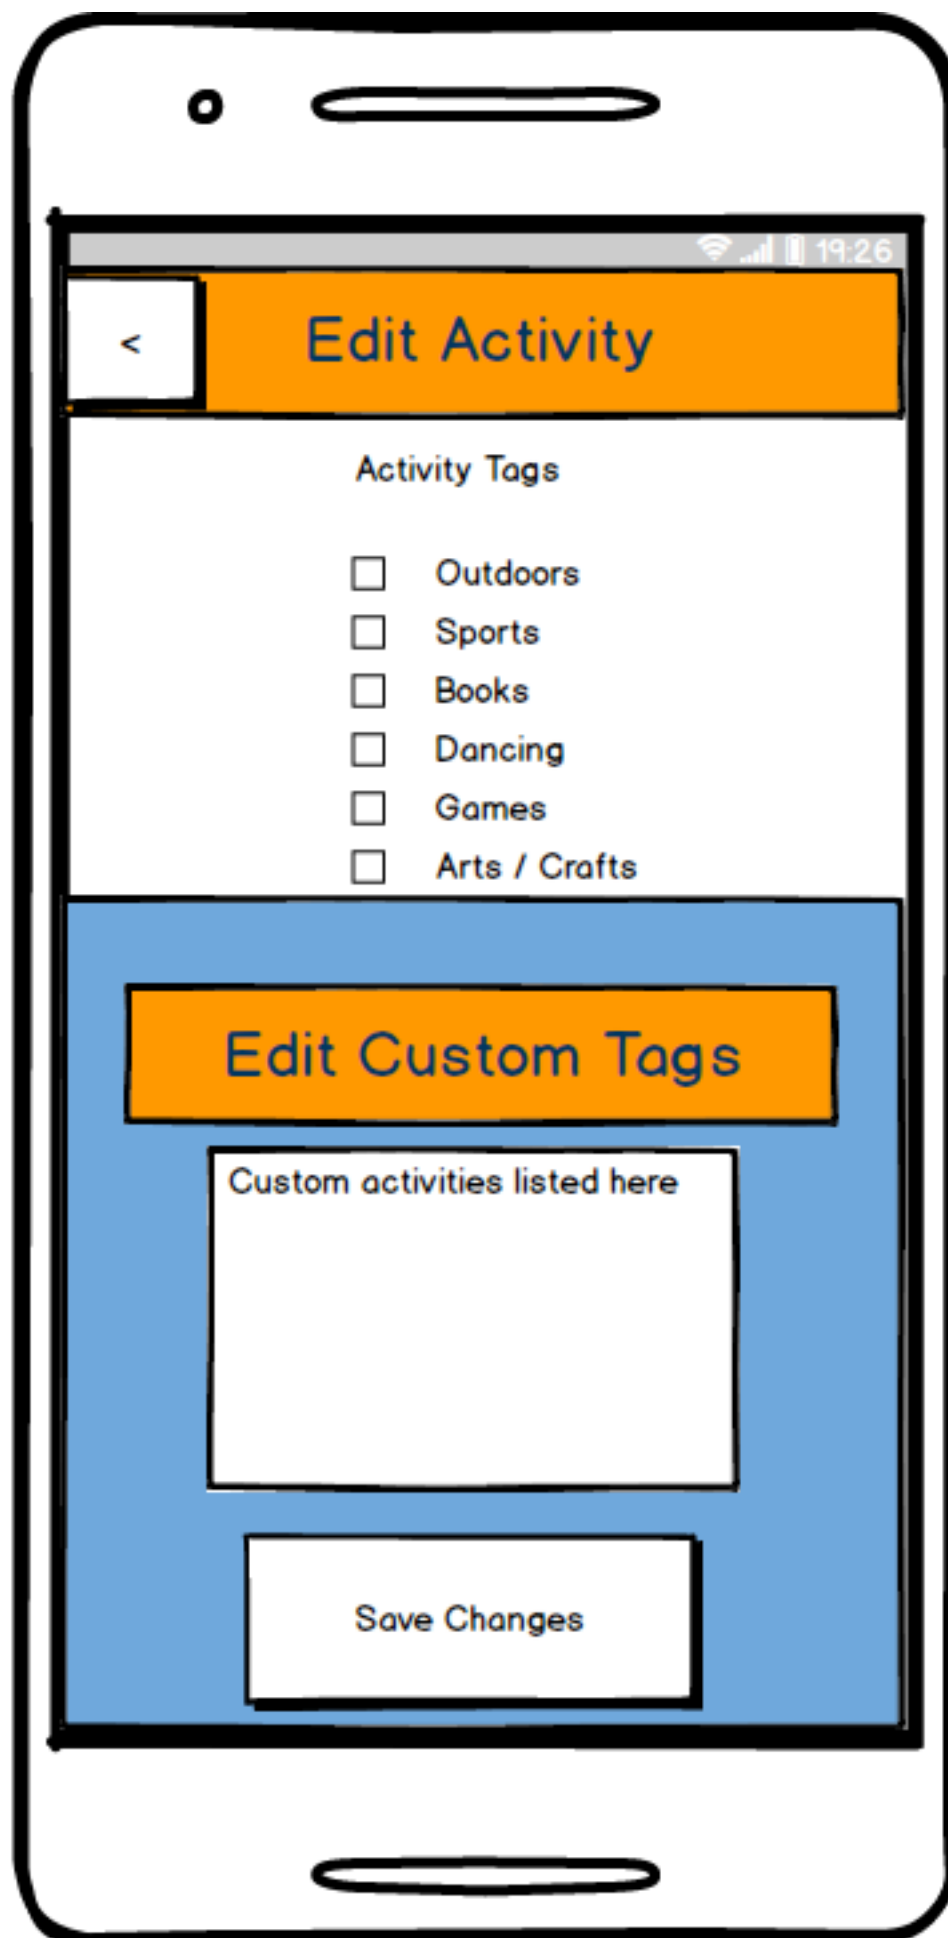 19:26
<
Edit Activity
Activity Tags
Outdoors
Sports
Books
Dancing
Games
Arts / Crafts
Edit Custom Tags
Custom activities listed here
Save Changes